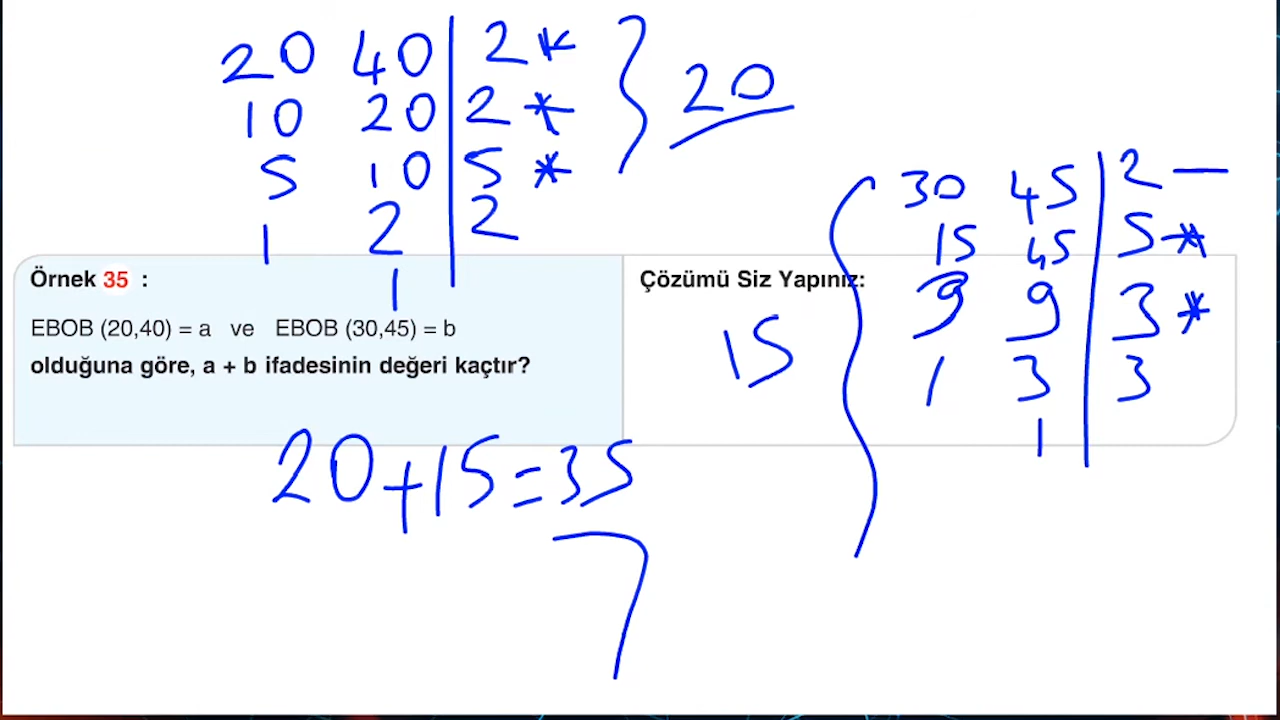 20 40 2 *
10 20 2 *
5 10 5 *
1 2 2
1
20
30 45 2 —
15 45 5 *
9 3 *
1 3 3
1
15
Örnek 35 :
EBOB (20,40) = a ve EBOB (30,45) = b
olduğuna göre, a + b ifadesinin değeri kaçtır?
Çözümü Siz Yapınız:
20+15=35